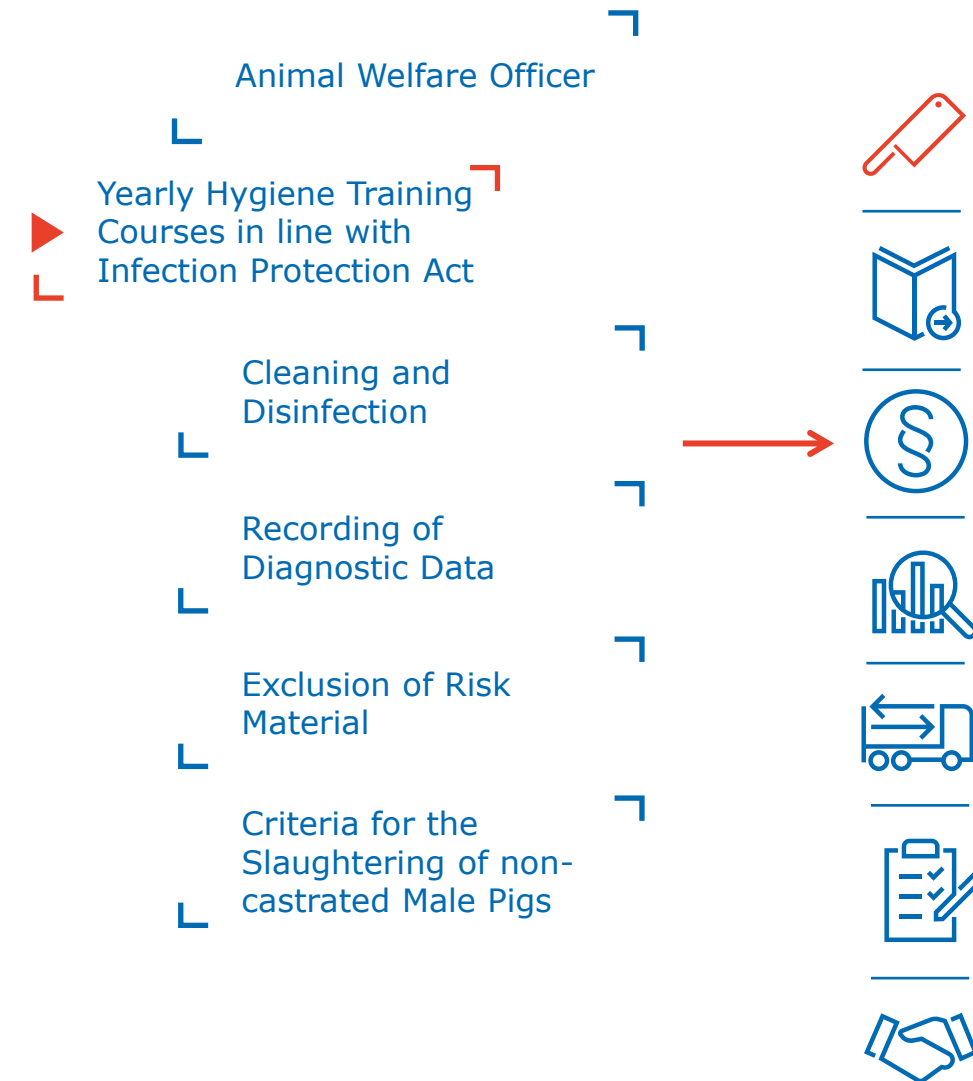 Animal Welfare Officer
Yearly Hygiene Training
Courses in line with
Infection Protection Act
Cleaning and
Disinfection
Recording of
Diagnostic Data
Exclusion of Risk
Material
Criteria for the
Slaughtering of non-
castrated Male Pigs
§